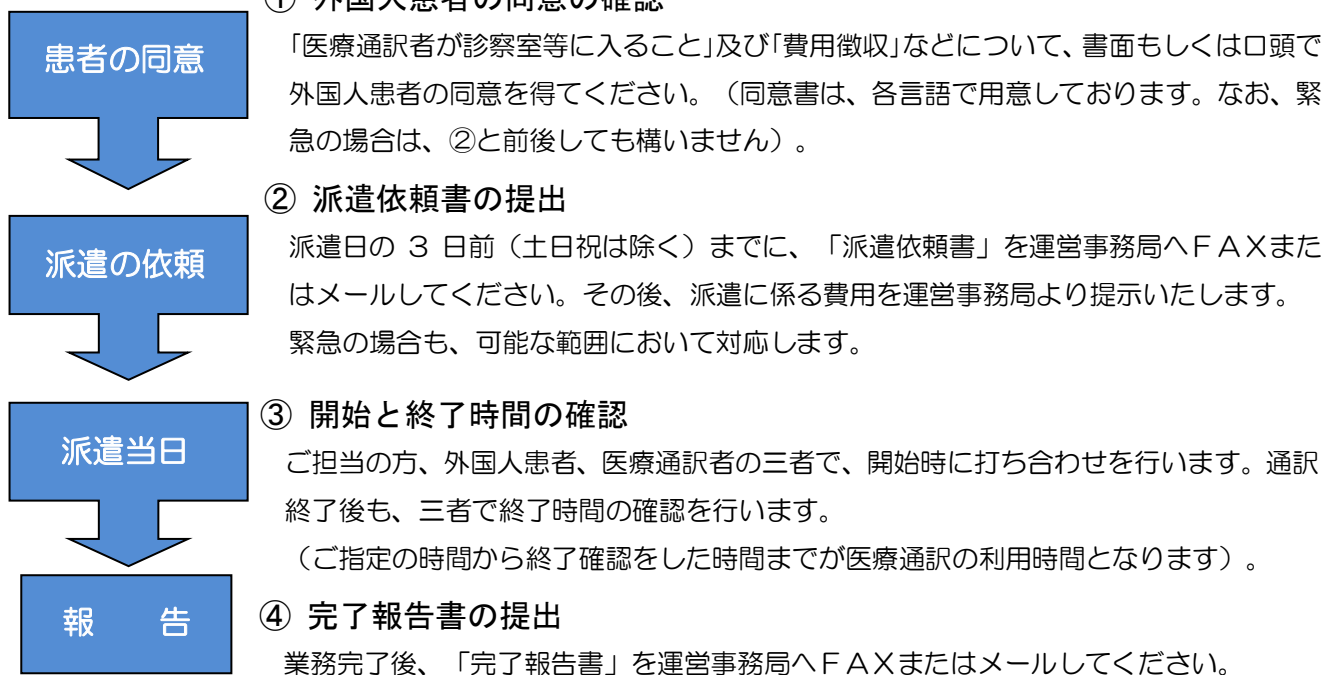 ① 外国人患者の同意の確認
患者の同意
「医療通訳者が診察室等に入ること」及び「費用徴収」などについて、書面もしくは口頭で
外国人患者の同意を得てください。（同意書は、各言語で用意しております。なお、緊
急の場合は、②と前後しても構いません）。
② 派遣依頼書の提出
派遣の依頼
派遣日の 3 日前（土日祝は除く）までに、「派遣依頼書」を運営事務局へＦＡＸまた
はメールしてください。その後、派遣に係る費用を運営事務局より提示いたします。
緊急の場合も、可能な範囲において対応します。
③ 開始と終了時間の確認
派遣当日
ご担当の方、外国人患者、医療通訳者の三者で、開始時に打ち合わせを行います。通訳
終了後も、三者で終了時間の確認を行います。
（ご指定の時間から終了確認をした時間までが医療通訳の利用時間となります）。
④ 完了報告書の提出
報　告
業務完了後、「完了報告書」を運営事務局へＦＡＸまたはメールしてください。